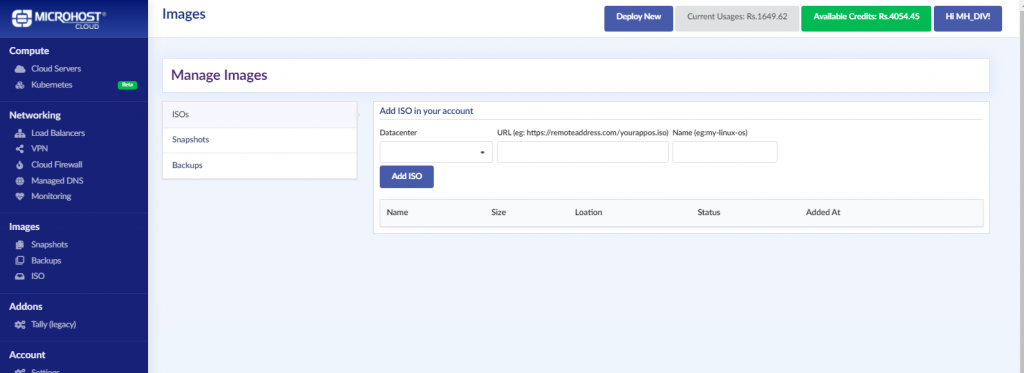 MICROHOST®
CLOUD
Compute
Cloud Servers
Kubernetes Beta
Networking
Load Balancers
VPN
Cloud Firewall
Managed DNS
Monitoring
Images
Snapshots
Backups
ISO
Addons
Tally (legacy)
Account
Settings
Images
Deploy New
Current Usages: Rs.1649.62
Available Credits: Rs.4054.45
Hi MH_DIV!
Manage Images
ISOs
Snapshots
Backups
Add ISO in your account
Datacenter URL (eg: https://remoteaddress.com/yourappos.iso) Name (eg:my-linux-os)
Add ISO
Name Size Loation Status Added At